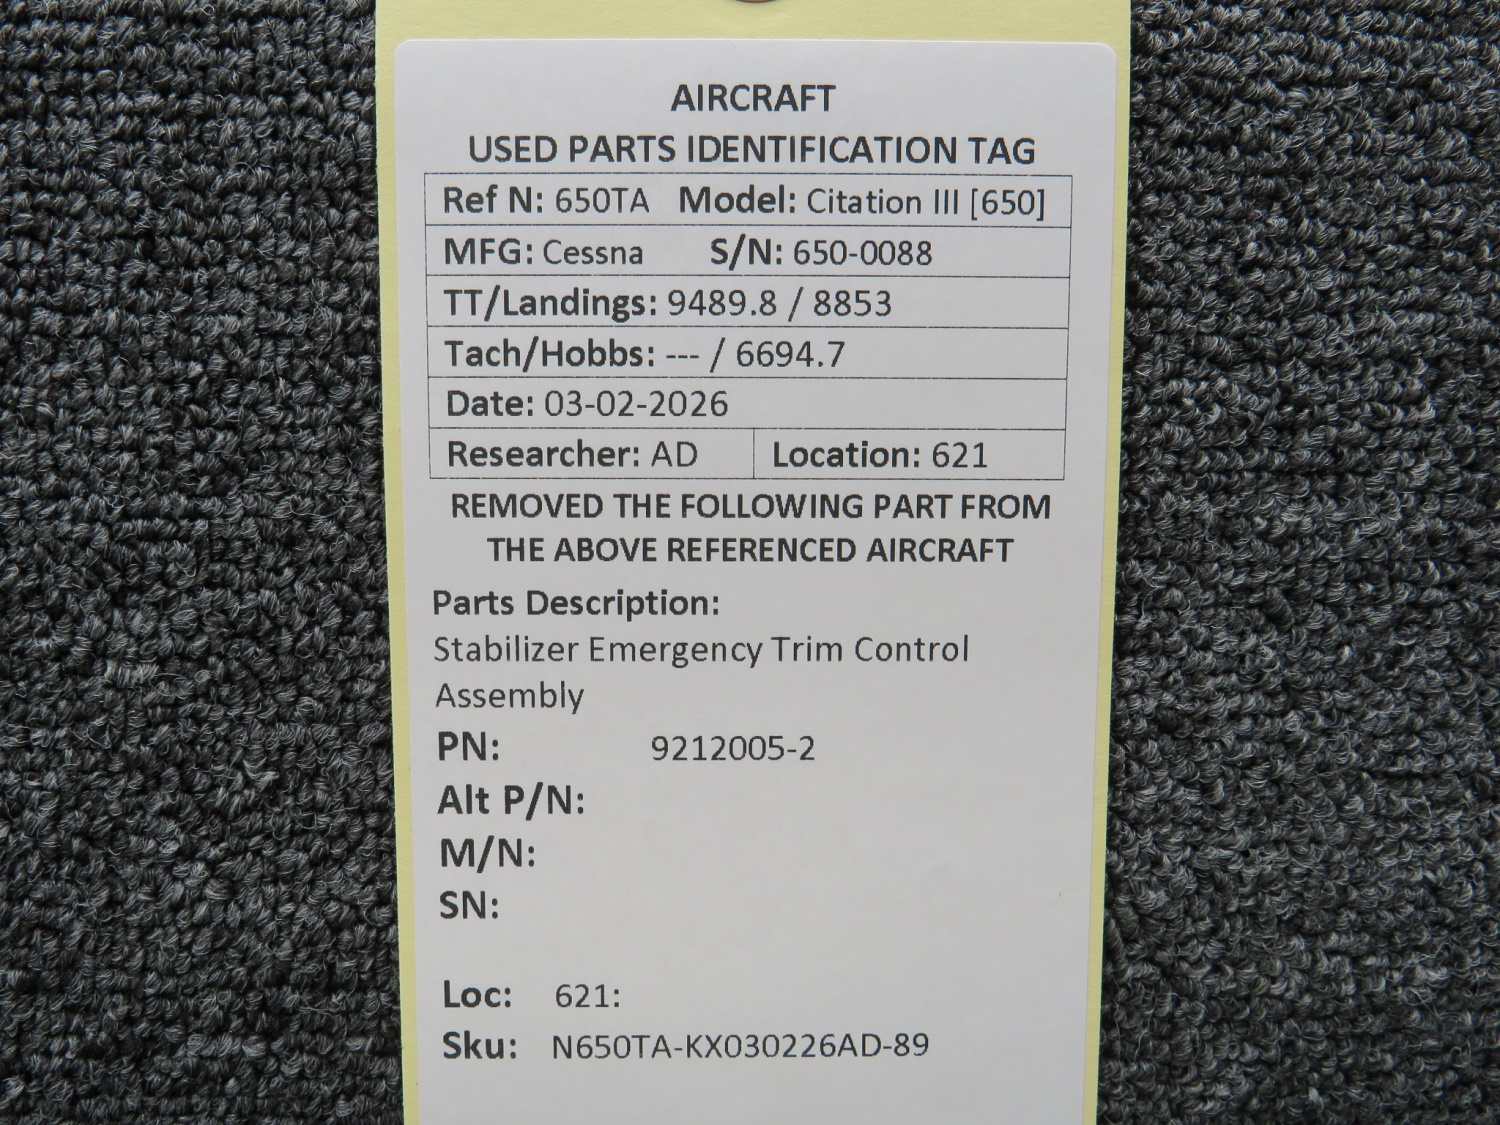 AIRCRAFT
USED PARTS IDENTIFICATION TAG
Ref N: 650TA Model: Citation III [650]
MFG: Cessna S/N: 650-0088
TT/Landings: 9489.8 / 8853
Tach/Hobbs: --- / 6694.7
Date: 03-02-2026
Researcher: AD Location: 621
REMOVED THE FOLLOWING PART FROM
THE ABOVE REFERENCED AIRCRAFT
Parts Description:
Stabilizer Emergency Trim Control
Assembly
PN: 9212005-2
Alt P/N:
M/N:
SN:
Loc: 621:
Sku: N650TA-KX030226AD-89